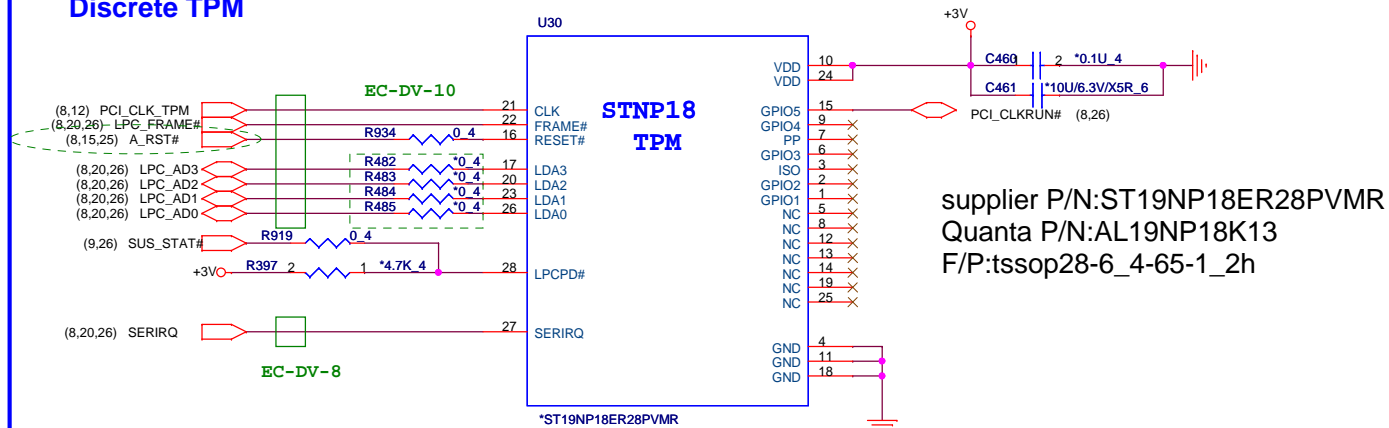 Discrete TPM
U30
+3V
C460 1 2 *0.1U_4
C461 *10U/6.3V/X5R_6
EC-DV-10
STNP18
TPM
(8,12) PCI_CLK_TPM 21 CLK
(8,20,26) LPC_FRAME# 22 FRAME#
(8,15,25) A_RST# R934 0_4 16 RESET#
(8,20,26) LPC_AD3 R482 *0_4 17 LDA3
(8,20,26) LPC_AD2 R483 *0_4 20 LDA2
(8,20,26) LPC_AD1 R484 *0_4 23 LDA1
(8,20,26) LPC_AD0 R485 *0_4 26 LDA0
(9,26) SUS_STAT# R919 0_4
+3V R397 2 1 *4.7K_4 28 LPCPD#
(8,20,26) SERIRQ 27 SERIRQ
EC-DV-8
VDD 10
VDD 24
GPIO5 15 PCI_CLKRUN# (8,26)
GPIO4 9
PP 7
GPIO3 6
ISO 3
GPIO2 2
GPIO1 1
NC 5
NC 8
NC 12
NC 13
NC 14
NC 19
NC 25
GND 4
GND 11
GND 18
*ST19NP18ER28PVMR
supplier P/N:ST19NP18ER28PVMR
Quanta P/N:AL19NP18K13
F/P:tssop28-6_4-65-1_2h